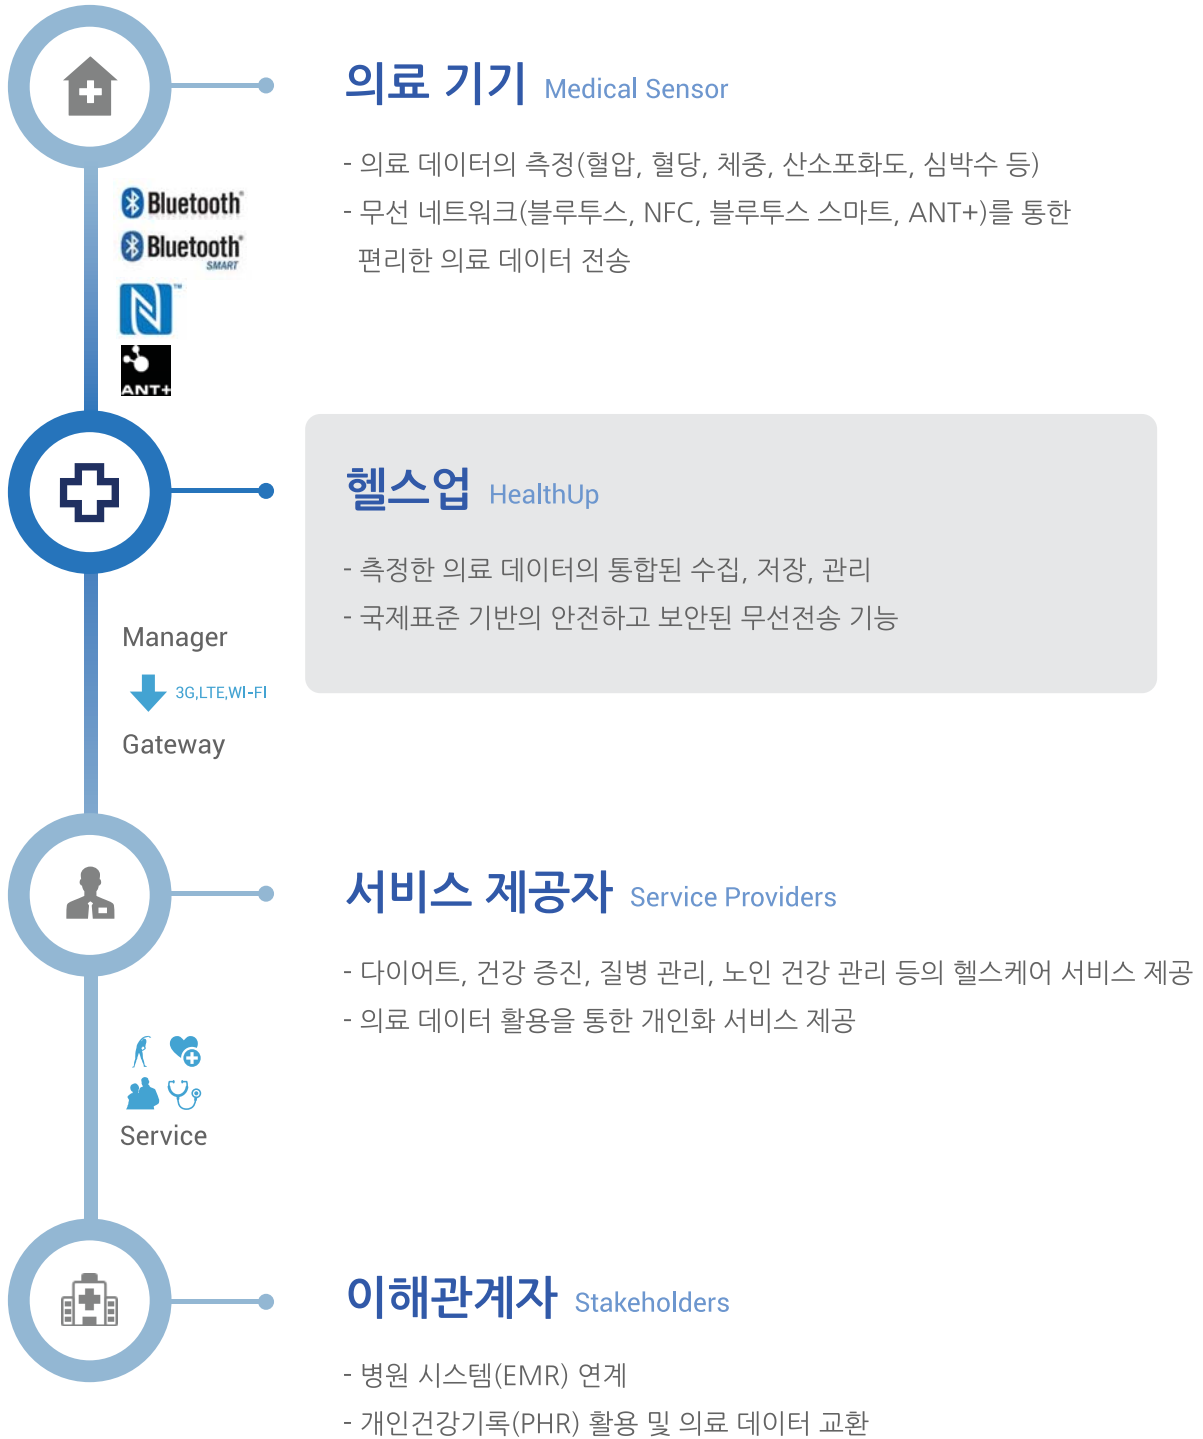 의료 기기 Medical Sensor
- 의료 데이터의 측정(혈압, 혈당, 체중, 산소포화도, 심박수 등)
- 무선 네트워크(블루투스, NFC, 블루투스 스마트, ANT+)를 통한
편리한 의료 데이터 전송
Bluetooth®
Bluetooth®
SMART
N™
ANT+
헬스업 HealthUp
- 측정한 의료 데이터의 통합된 수집, 저장, 관리
- 국제표준 기반의 안전하고 보안된 무선전송 기능
Manager
3G,LTE,WI-FI
Gateway
서비스 제공자 Service Providers
- 다이어트, 건강 증진, 질병 관리, 노인 건강 관리 등의 헬스케어 서비스 제공
- 의료 데이터 활용을 통한 개인화 서비스 제공
Service
이해관계자 Stakeholders
- 병원 시스템(EMR) 연계
- 개인건강기록(PHR) 활용 및 의료 데이터 교환